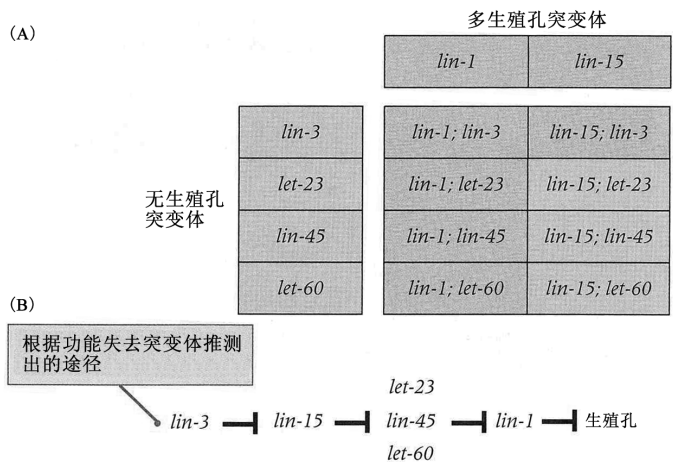 (A)
多生殖孔突变体
lin-1 lin-15
无生殖孔
突变体
lin-3 lin-1; lin-3 lin-15; lin-3
let-23 lin-1; let-23 lin-15; let-23
lin-45 lin-1; lin-45 lin-15; lin-45
let-60 lin-1; let-60 lin-15; let-60
(B)
根据功能失去突变体推测
出的途径
let-23
lin-3 lin-15 lin-45 lin-1 生殖孔
let-60